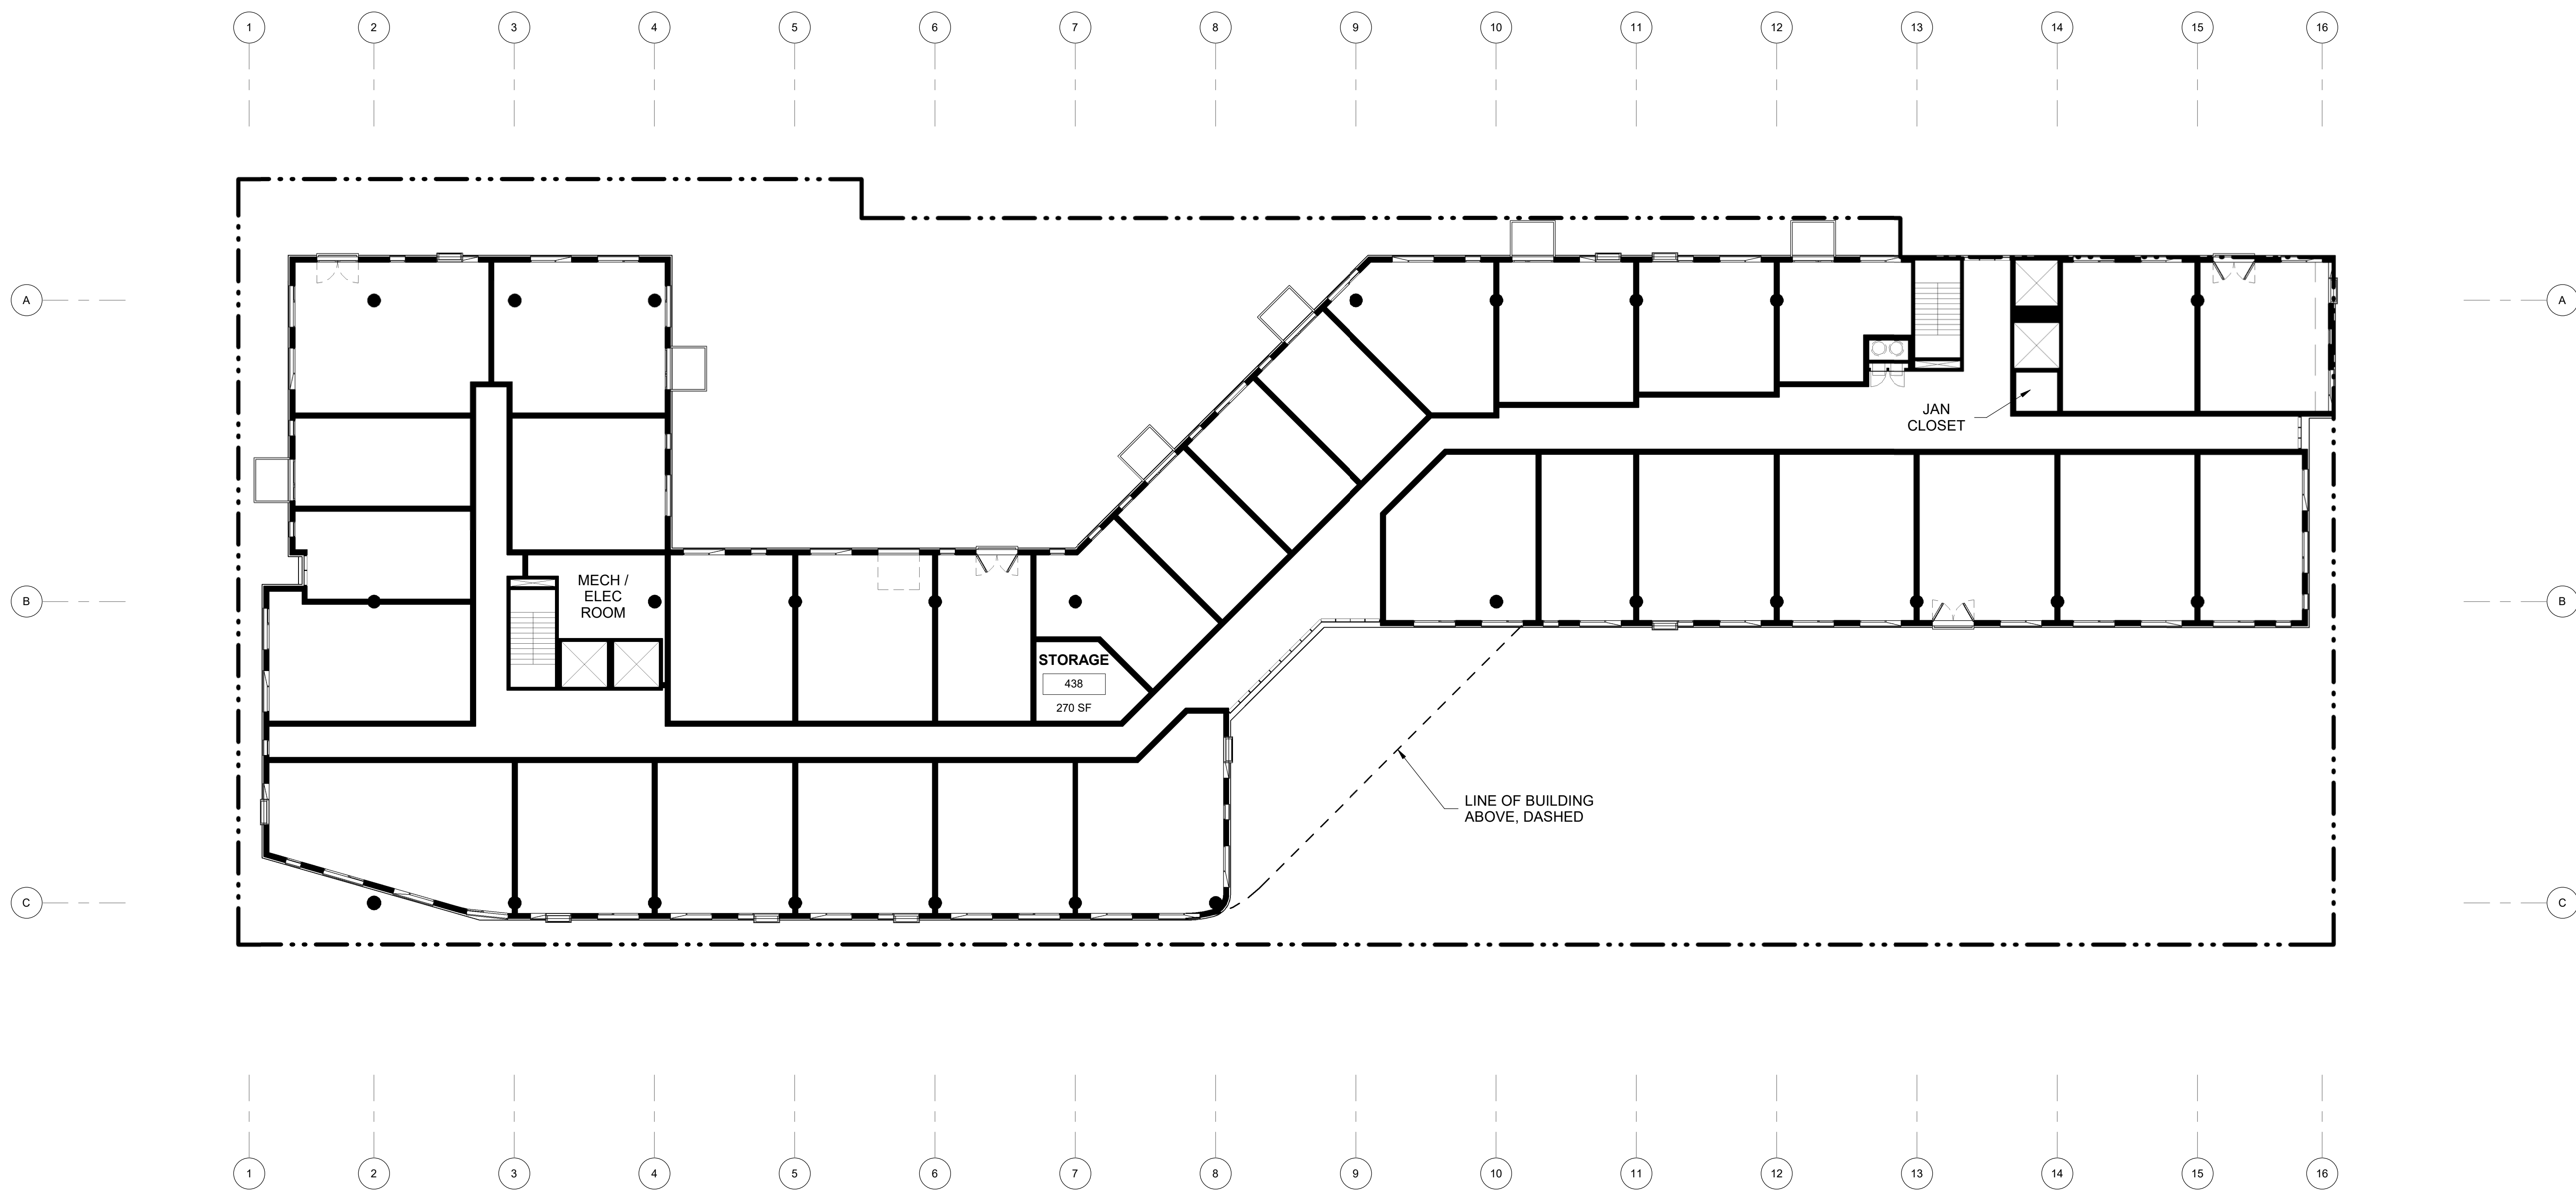 1 2 3 4 5 6 7 8 9 10 11 12 13 14 15 16
A A
JAN
CLOSET
MECH /
ELEC
ROOM
B B
STORAGE
438
270 SF
LINE OF BUILDING
ABOVE, DASHED
C C
1 2 3 4 5 6 7 8 9 10 11 12 13 14 15 16